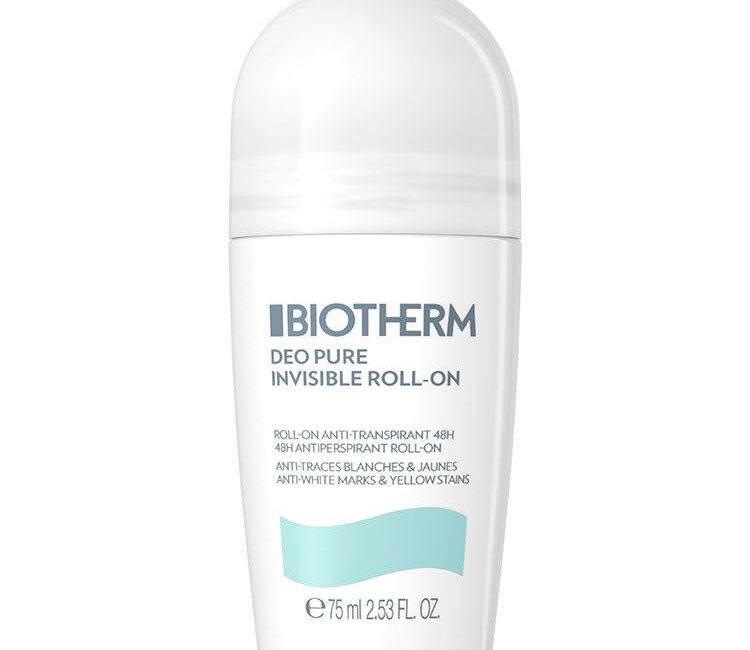 BIOTHERM
DEO PURE
INVISIBLE ROLL-ON
ROLL-ON ANTI-TRANSPIRANT 48H
48H ANTIPERSPIRANT ROLL-ON
ANTI-TRACES BLANCHES & JAUNES
ANTI-WHITE MARKS & YELLOW STAINS
℮75 ml 2.53 FL. OZ.